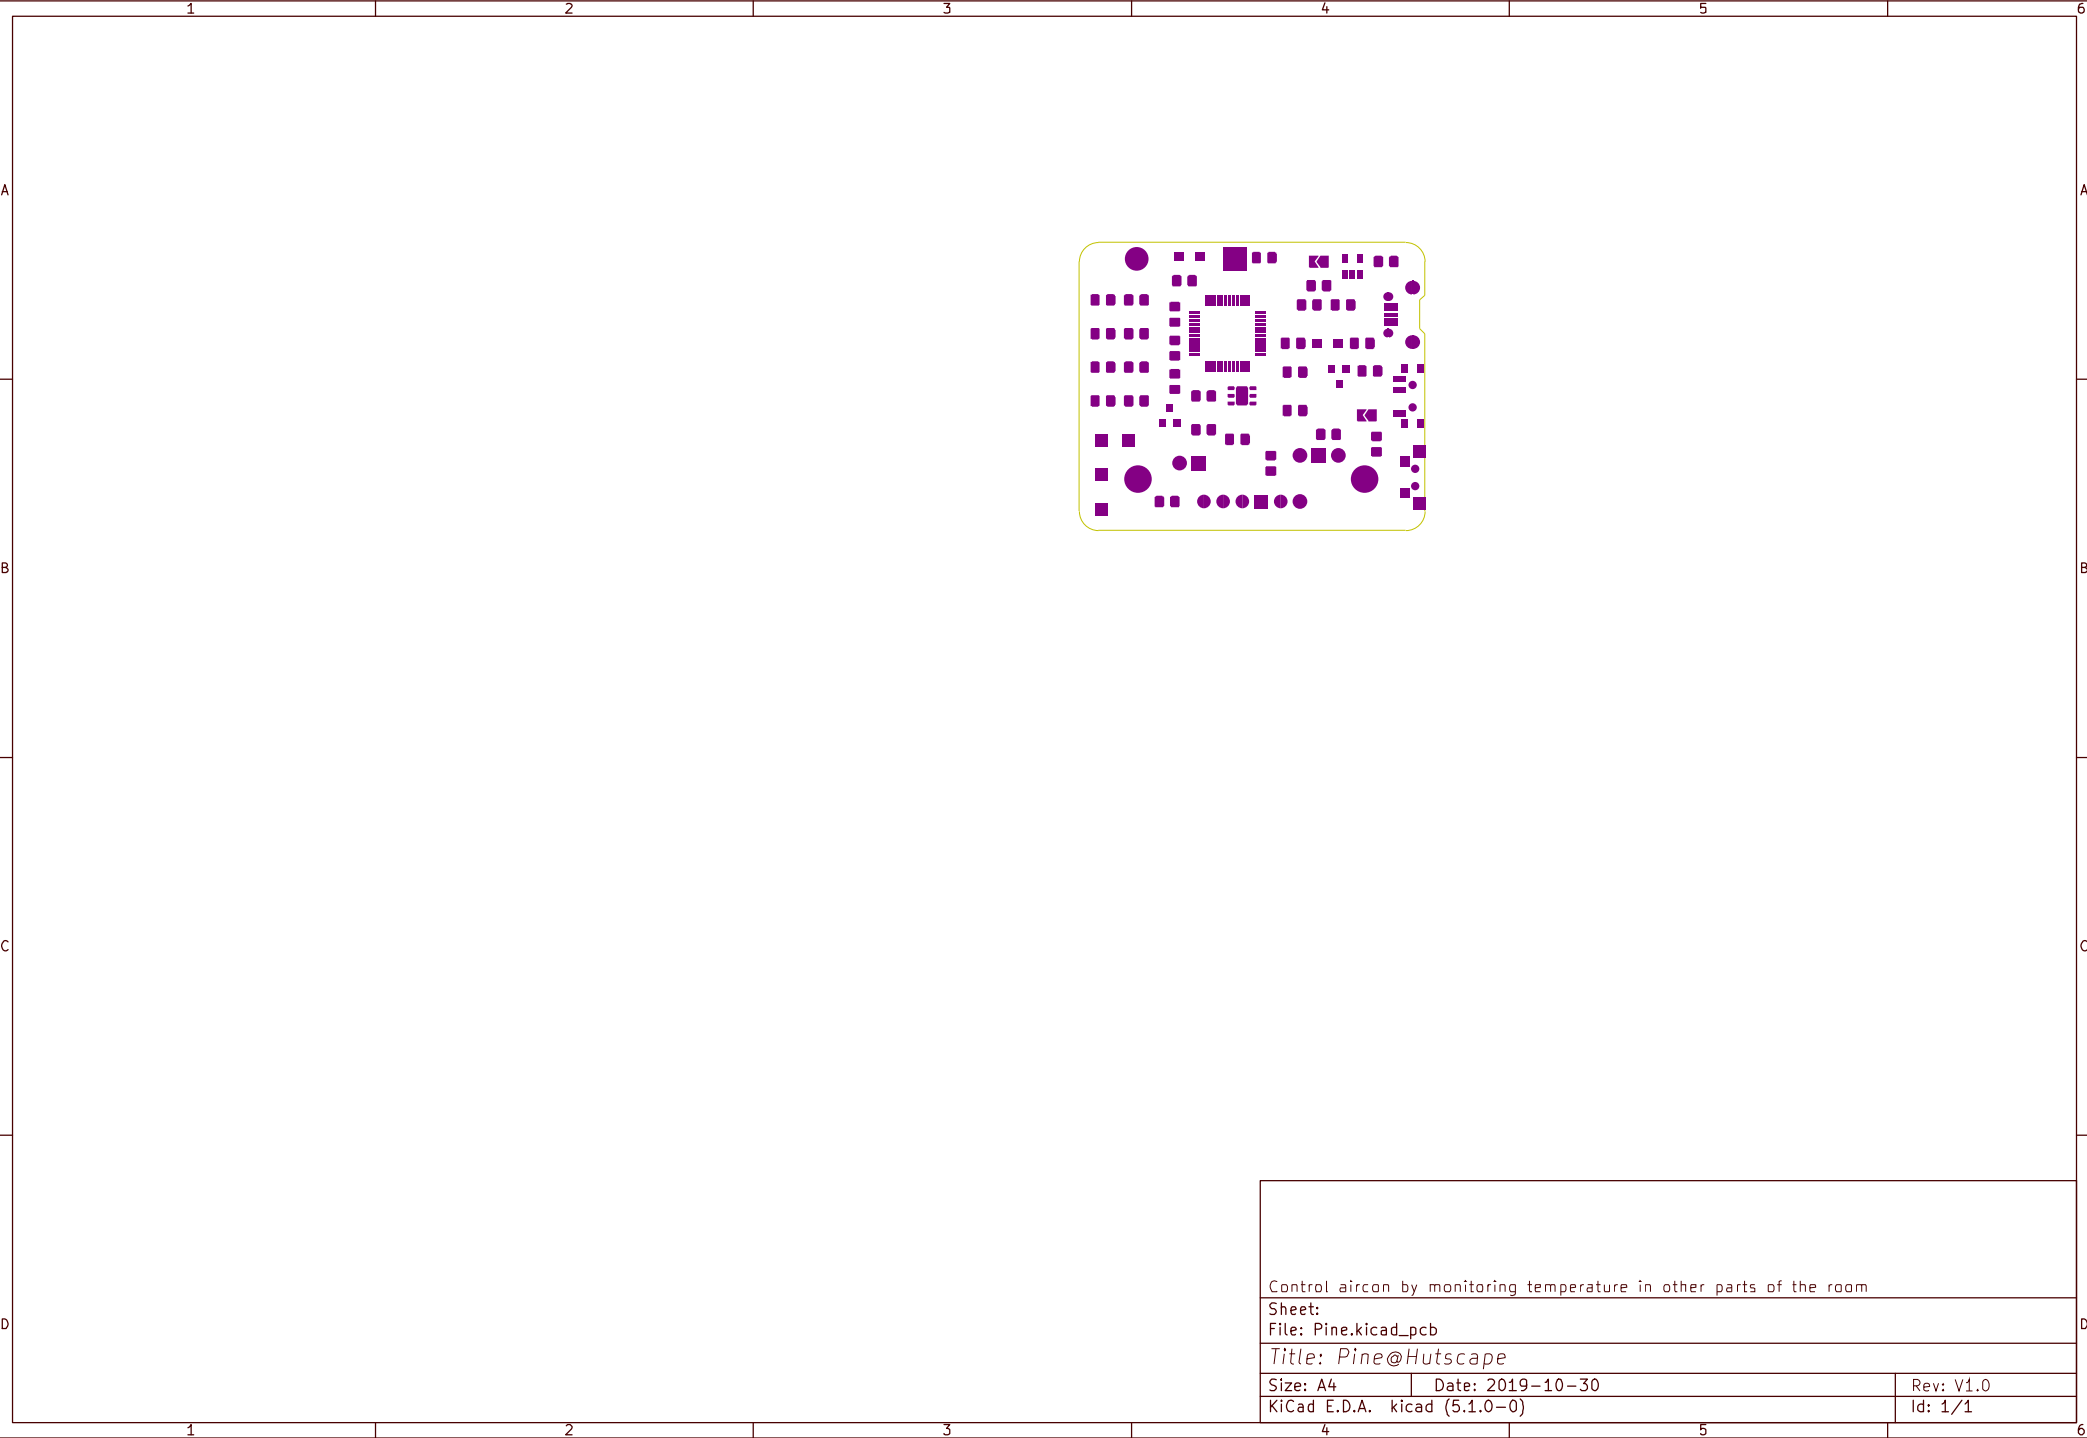 1 2 3 4 5 6
A A
B B
C C
D D
Control aircon by monitoring temperature in other parts of the room
Sheet:
File: Pine.kicad_pcb
Title: Pine@Hutscape
Size: A4 Date: 2019-10-30 Rev: V1.0
KiCad E.D.A. kicad (5.1.0-0) Id: 1/1
1 2 3 4 5 6